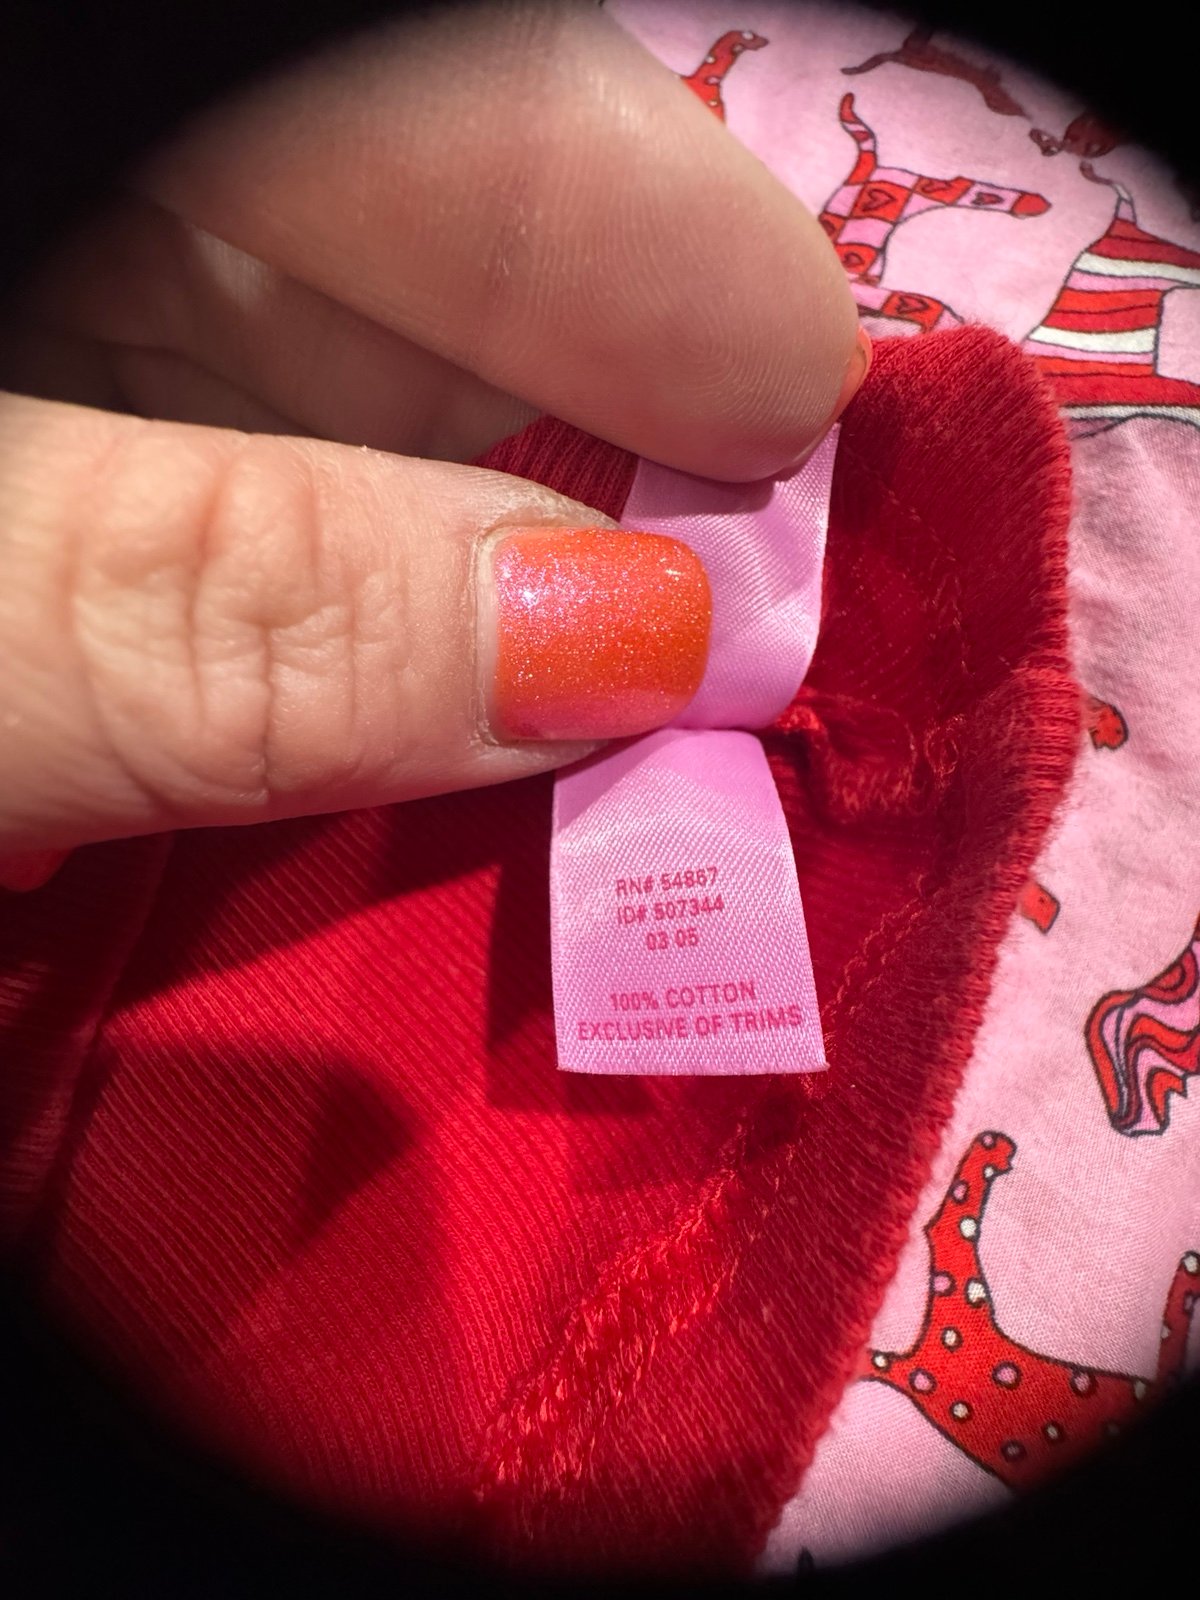 RN# 54867
ID# 507344
03 05
100% COTTON
EXCLUSIVE OF TRIMS